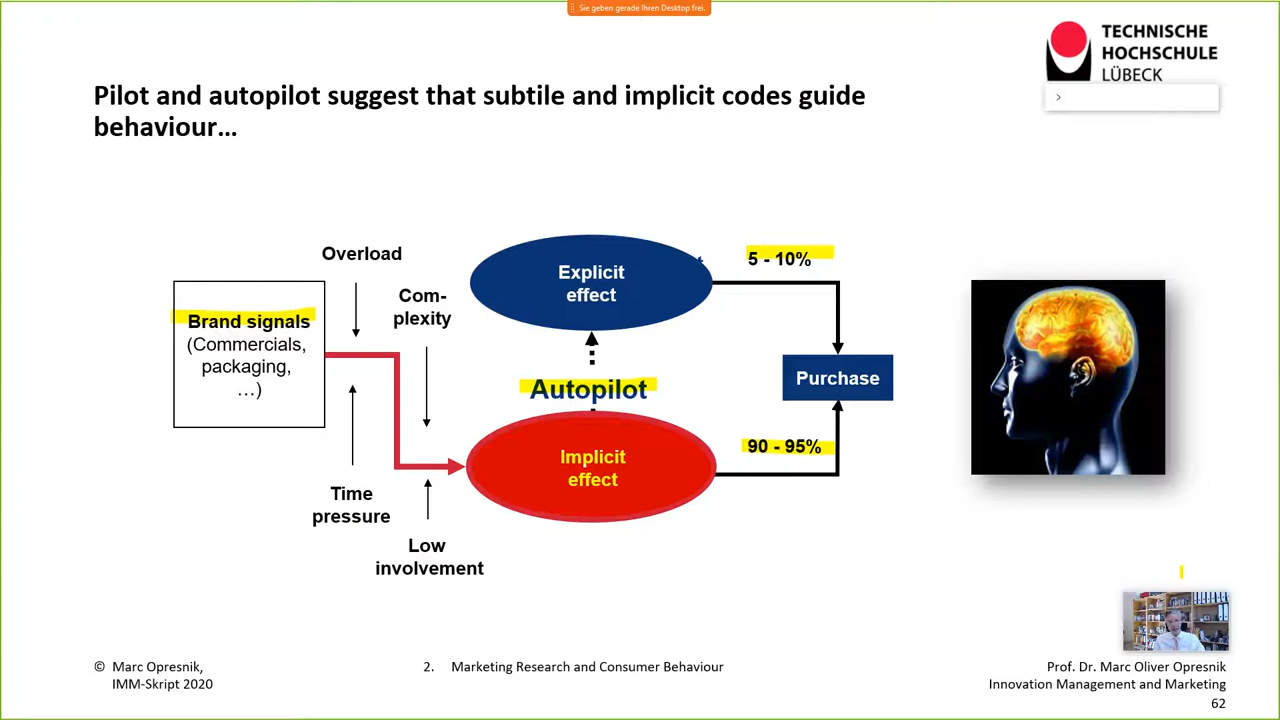 Sie geben gerade Ihren Desktop frei.
TECHNISCHE
HOCHSCHULE
LÜBECK
Pilot and autopilot suggest that subtile and implicit codes guide
behaviour…
Overload
Com-
plexity
Brand signals
(Commercials,
packaging,
…)
Time
pressure
Low
involvement
Explicit
effect
Autopilot
Implicit
effect
5 - 10%
90 - 95%
Purchase
© Marc Opresnik,
IMM-Skript 2020
2. Marketing Research and Consumer Behaviour
Prof. Dr. Marc Oliver Opresnik
Innovation Management and Marketing
62